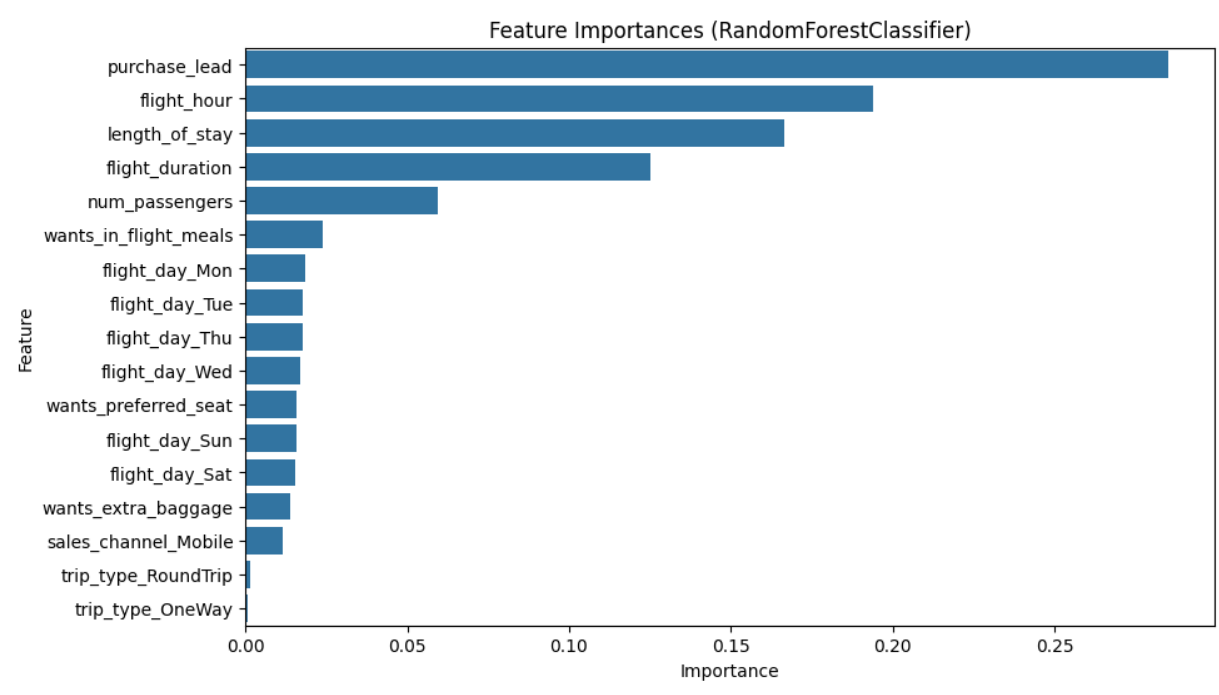 Feature Importances (RandomForestClassifier)
purchase_lead
flight_hour
length_of_stay
flight_duration
num_passengers
wants_in_flight_meals
flight_day_Mon
flight_day_Tue
flight_day_Thu
flight_day_Wed
wants_preferred_seat
flight_day_Sun
flight_day_Sat
wants_extra_baggage
sales_channel_Mobile
trip_type_RoundTrip
trip_type_OneWay
Feature
0.00 0.05 0.10 0.15 0.20 0.25
Importance